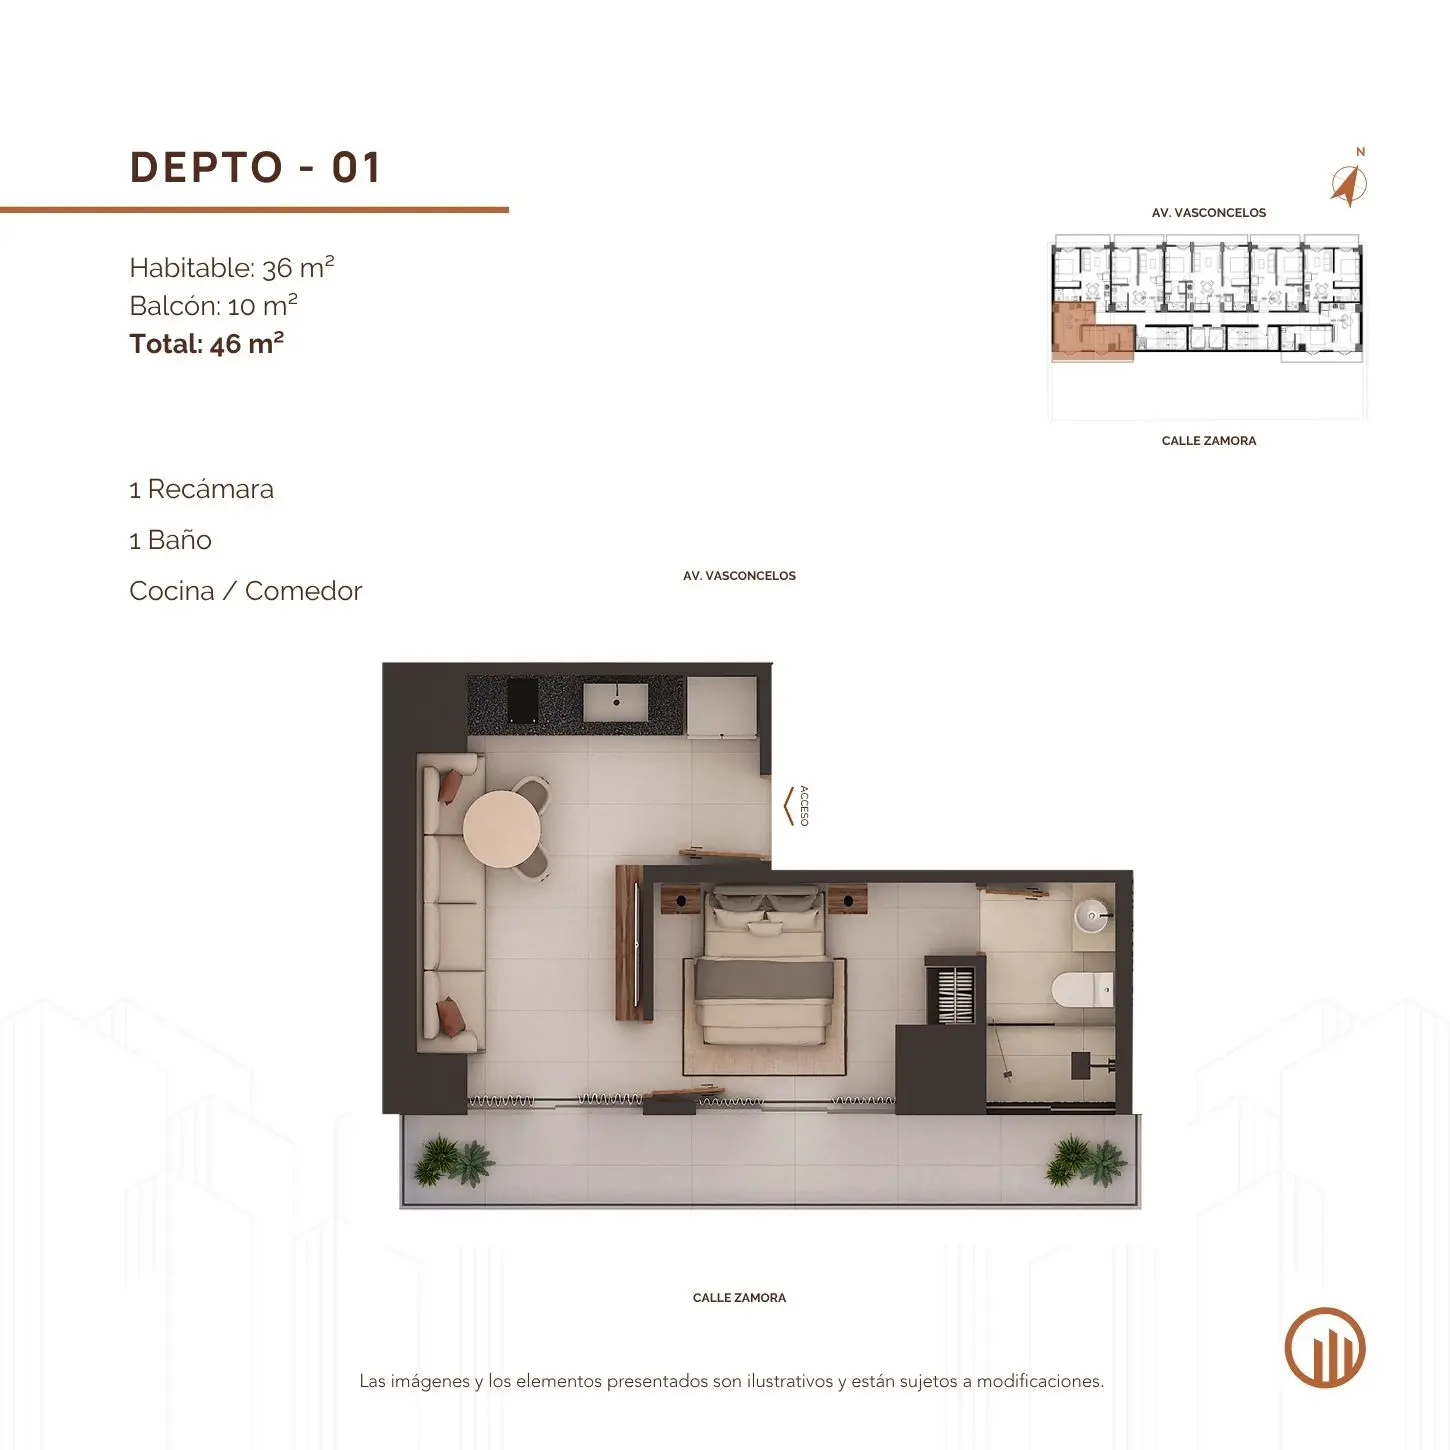 DEPTO - 01
Habitable: 36 m²
Balcón: 10 m²
Total: 46 m²
1 Recámara
1 Baño
Cocina / Comedor
N
AV. VASCONCELOS
CALLE ZAMORA
AV. VASCONCELOS
ACCESO
CALLE ZAMORA
Las imágenes y los elementos presentados son ilustrativos y están sujetos a modificaciones.